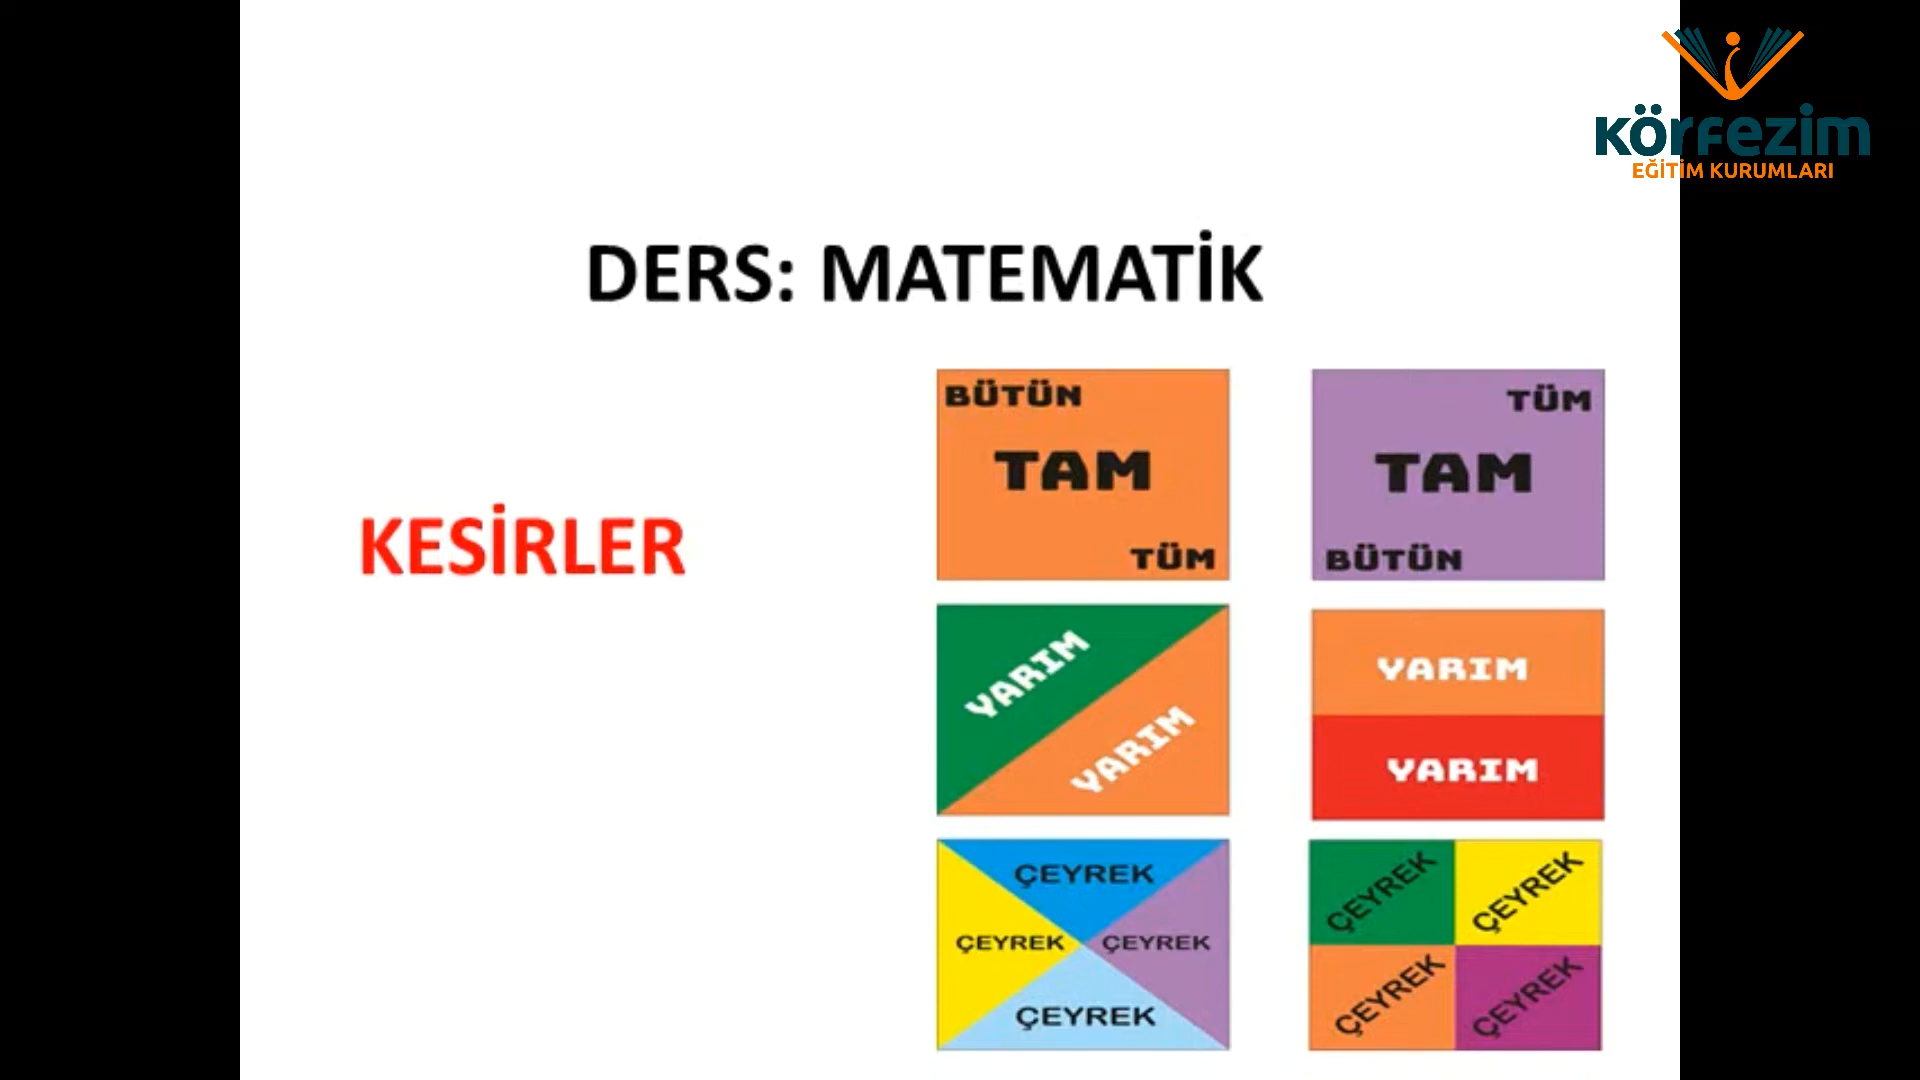 körfezim
EĞİTİM KURUMLARI
DERS: MATEMATİK
KESİRLER
BÜTÜN
TAM
TÜM
TÜM
TAM
BÜTÜN
YARIM
YARIM
YARIM
YARIM
ÇEYREK
ÇEYREK
ÇEYREK
ÇEYREK
ÇEYREK
ÇEYREK
ÇEYREK
ÇEYREK